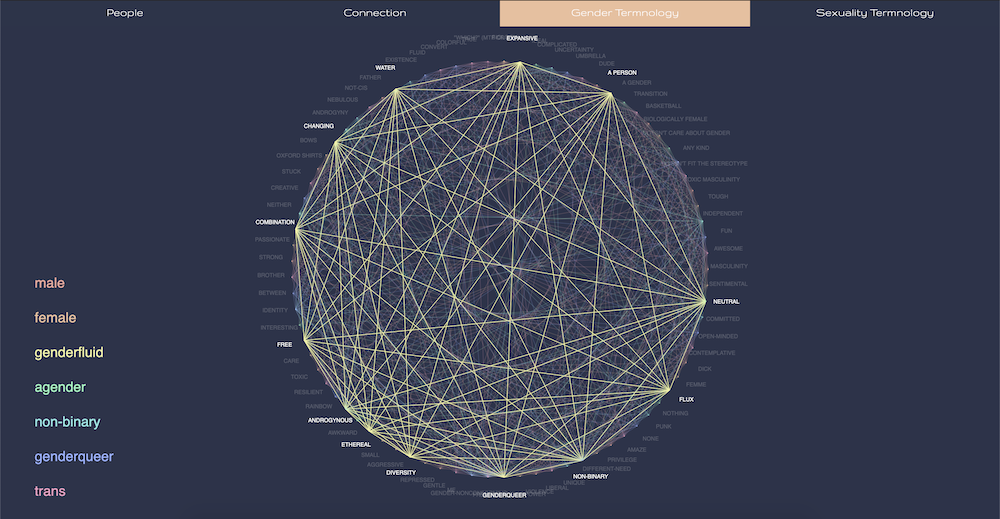 People
Connection
Gender Termnology
Sexuality Termnology
EXPANSIVE
COMPLICATED
UNCERTAINTY
UMBRELLA
DUDE
A PERSON
A GENDER
TRANSITION
BASKETBALL
BIOLOGICALLY FEMALE
CARE ABOUT GENDER
ANY KIND
FIT THE STEREOTYPE
TOXIC MASCULINITY
TOUGH
INDEPENDENT
FUN
AWESOME
MASCULINITY
SENTIMENTAL
NEUTRAL
COMMITTED
OPEN-MINDED
CONTEMPLATIVE
DICK
FEMME
FLUX
NOTHING
PUNK
NONE
AMAZE
PRIVILEGE
DIFFERENT-NEED
NON-BINARY
UNIQUE
LIBERAL
VIOLENCE
GENDERQUEER
ME
GENTLE
REPRESSED
DIVERSITY
AGGRESSIVE
SMALL
ETHEREAL
AWKWARD
ANDROGYNOUS
RAINBOW
RESILIENT
TOXIC
CARE
FREE
INTERESTING
IDENTITY
BETWEEN
BROTHER
STRONG
PASSIONATE
COMBINATION
NEITHER
CREATIVE
STUCK
OXFORD SHIRTS
BOWS
CHANGING
ANDROGYNY
NEBULOUS
NOT CIS
FATHER
WATER
EXISTENCE
FLUID
CONVERT
COLORFUL
male
female
genderfluid
agender
non-binary
genderqueer
trans